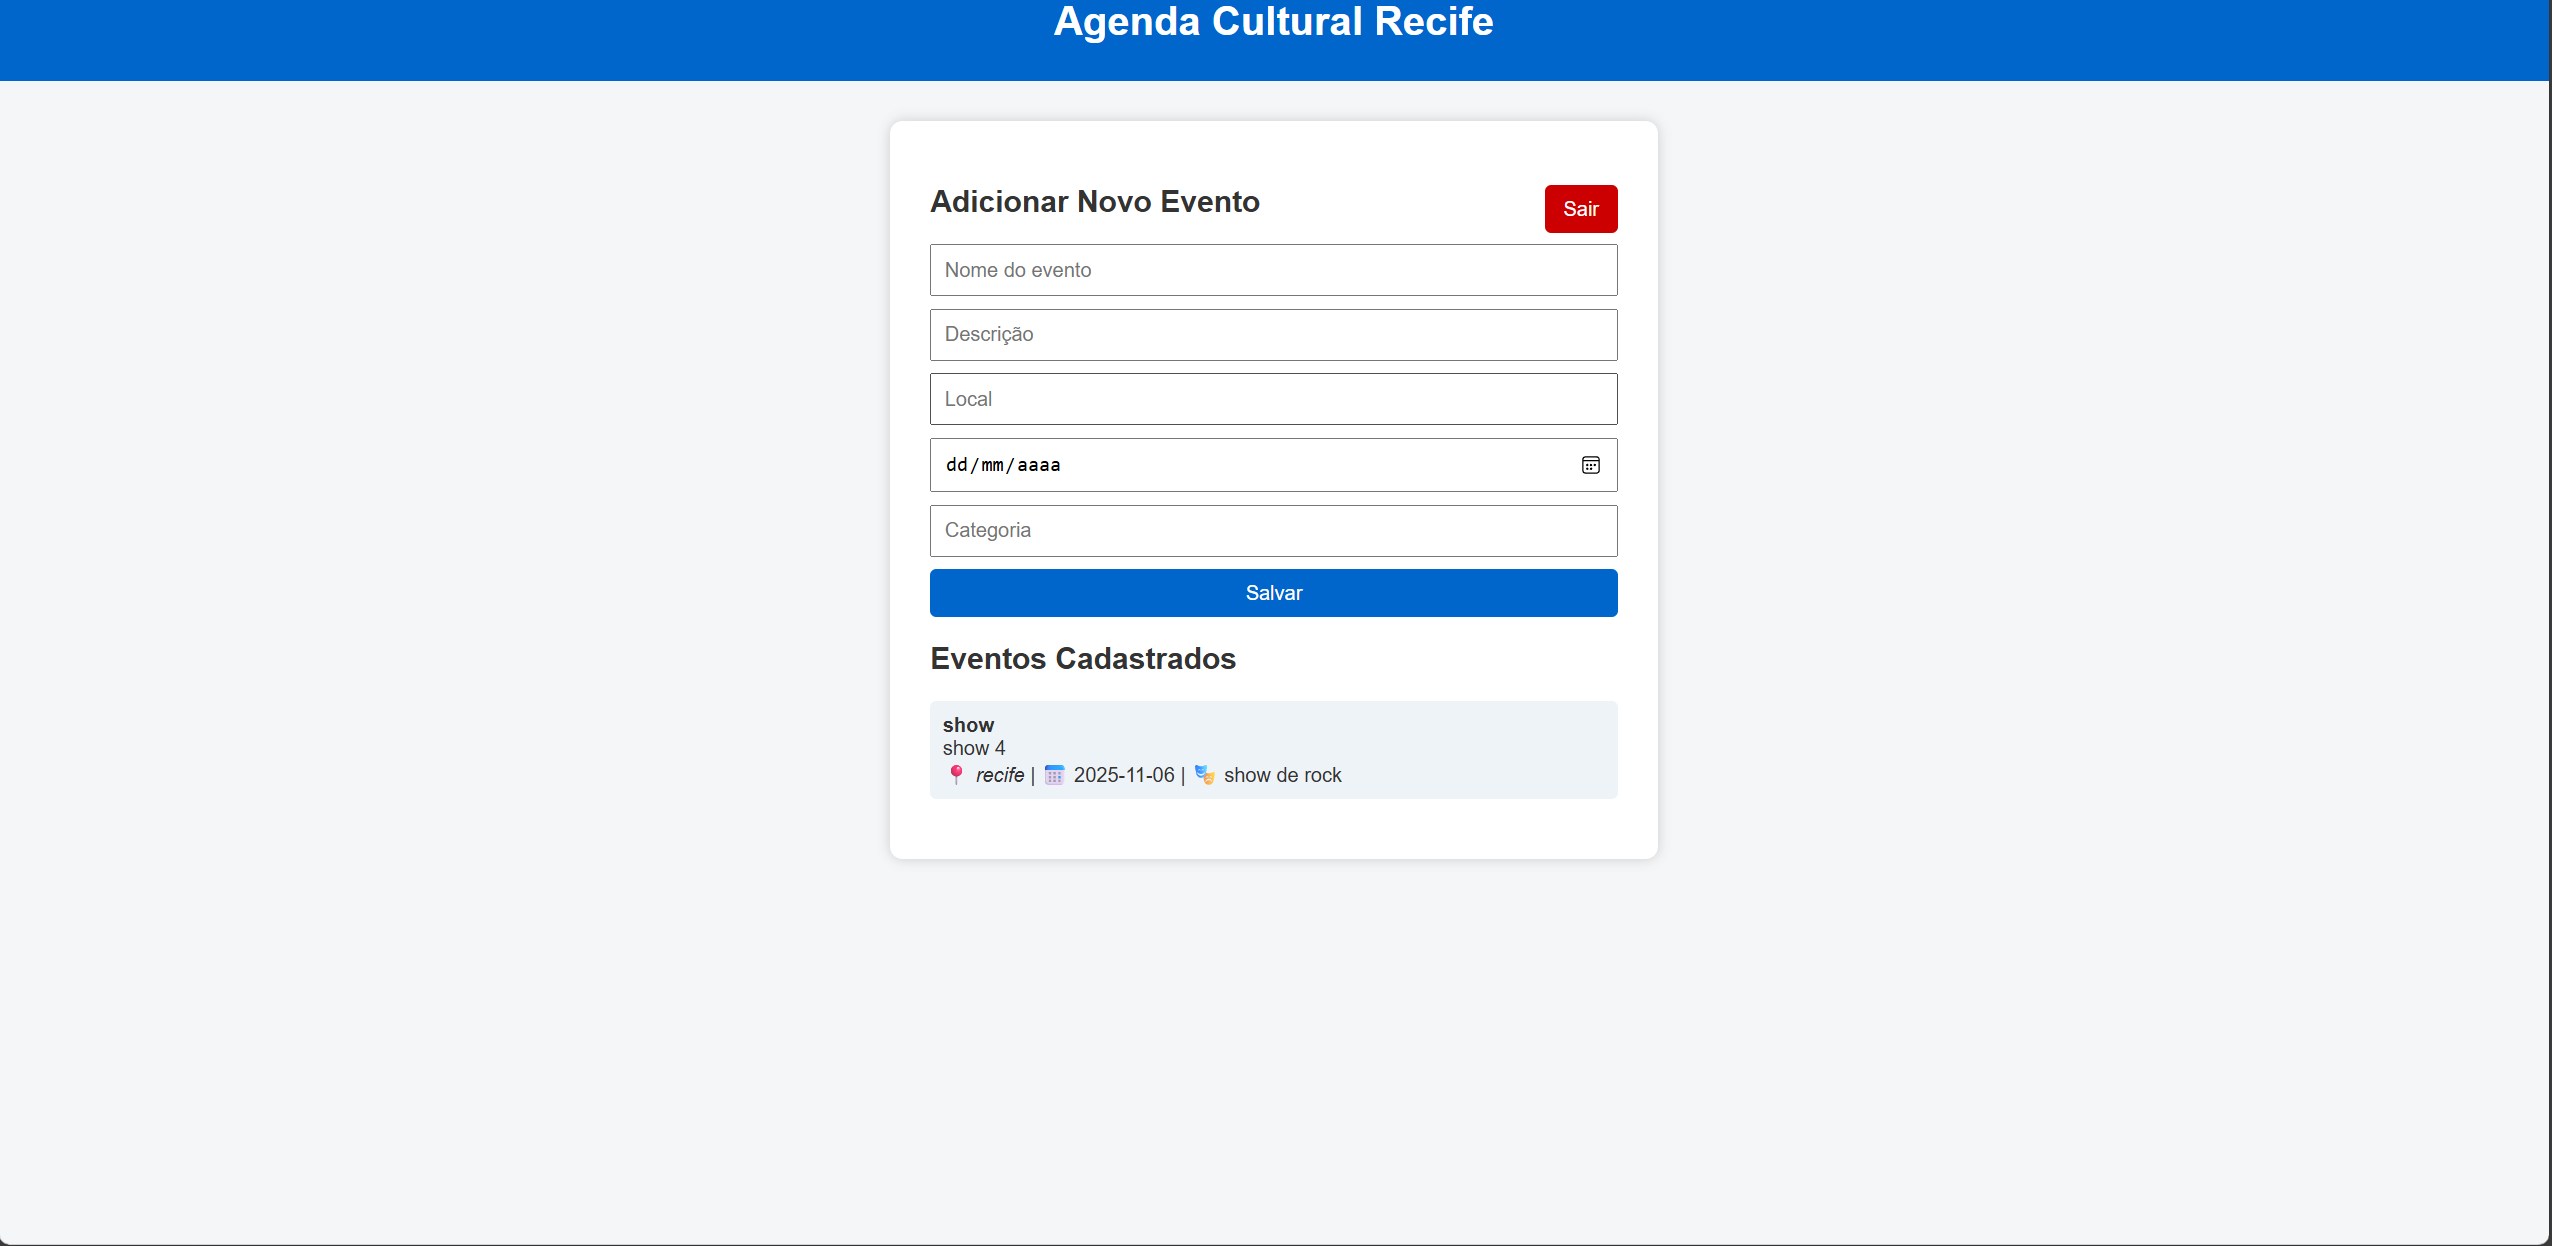 Agenda Cultural Recife
Adicionar Novo Evento
Sair
Nome do evento
Descrição
Local
dd/mm/aaaa
Categoria
Salvar
Eventos Cadastrados
show
show 4
📍 recife | 📅 2025-11-06 | 🎭 show de rock